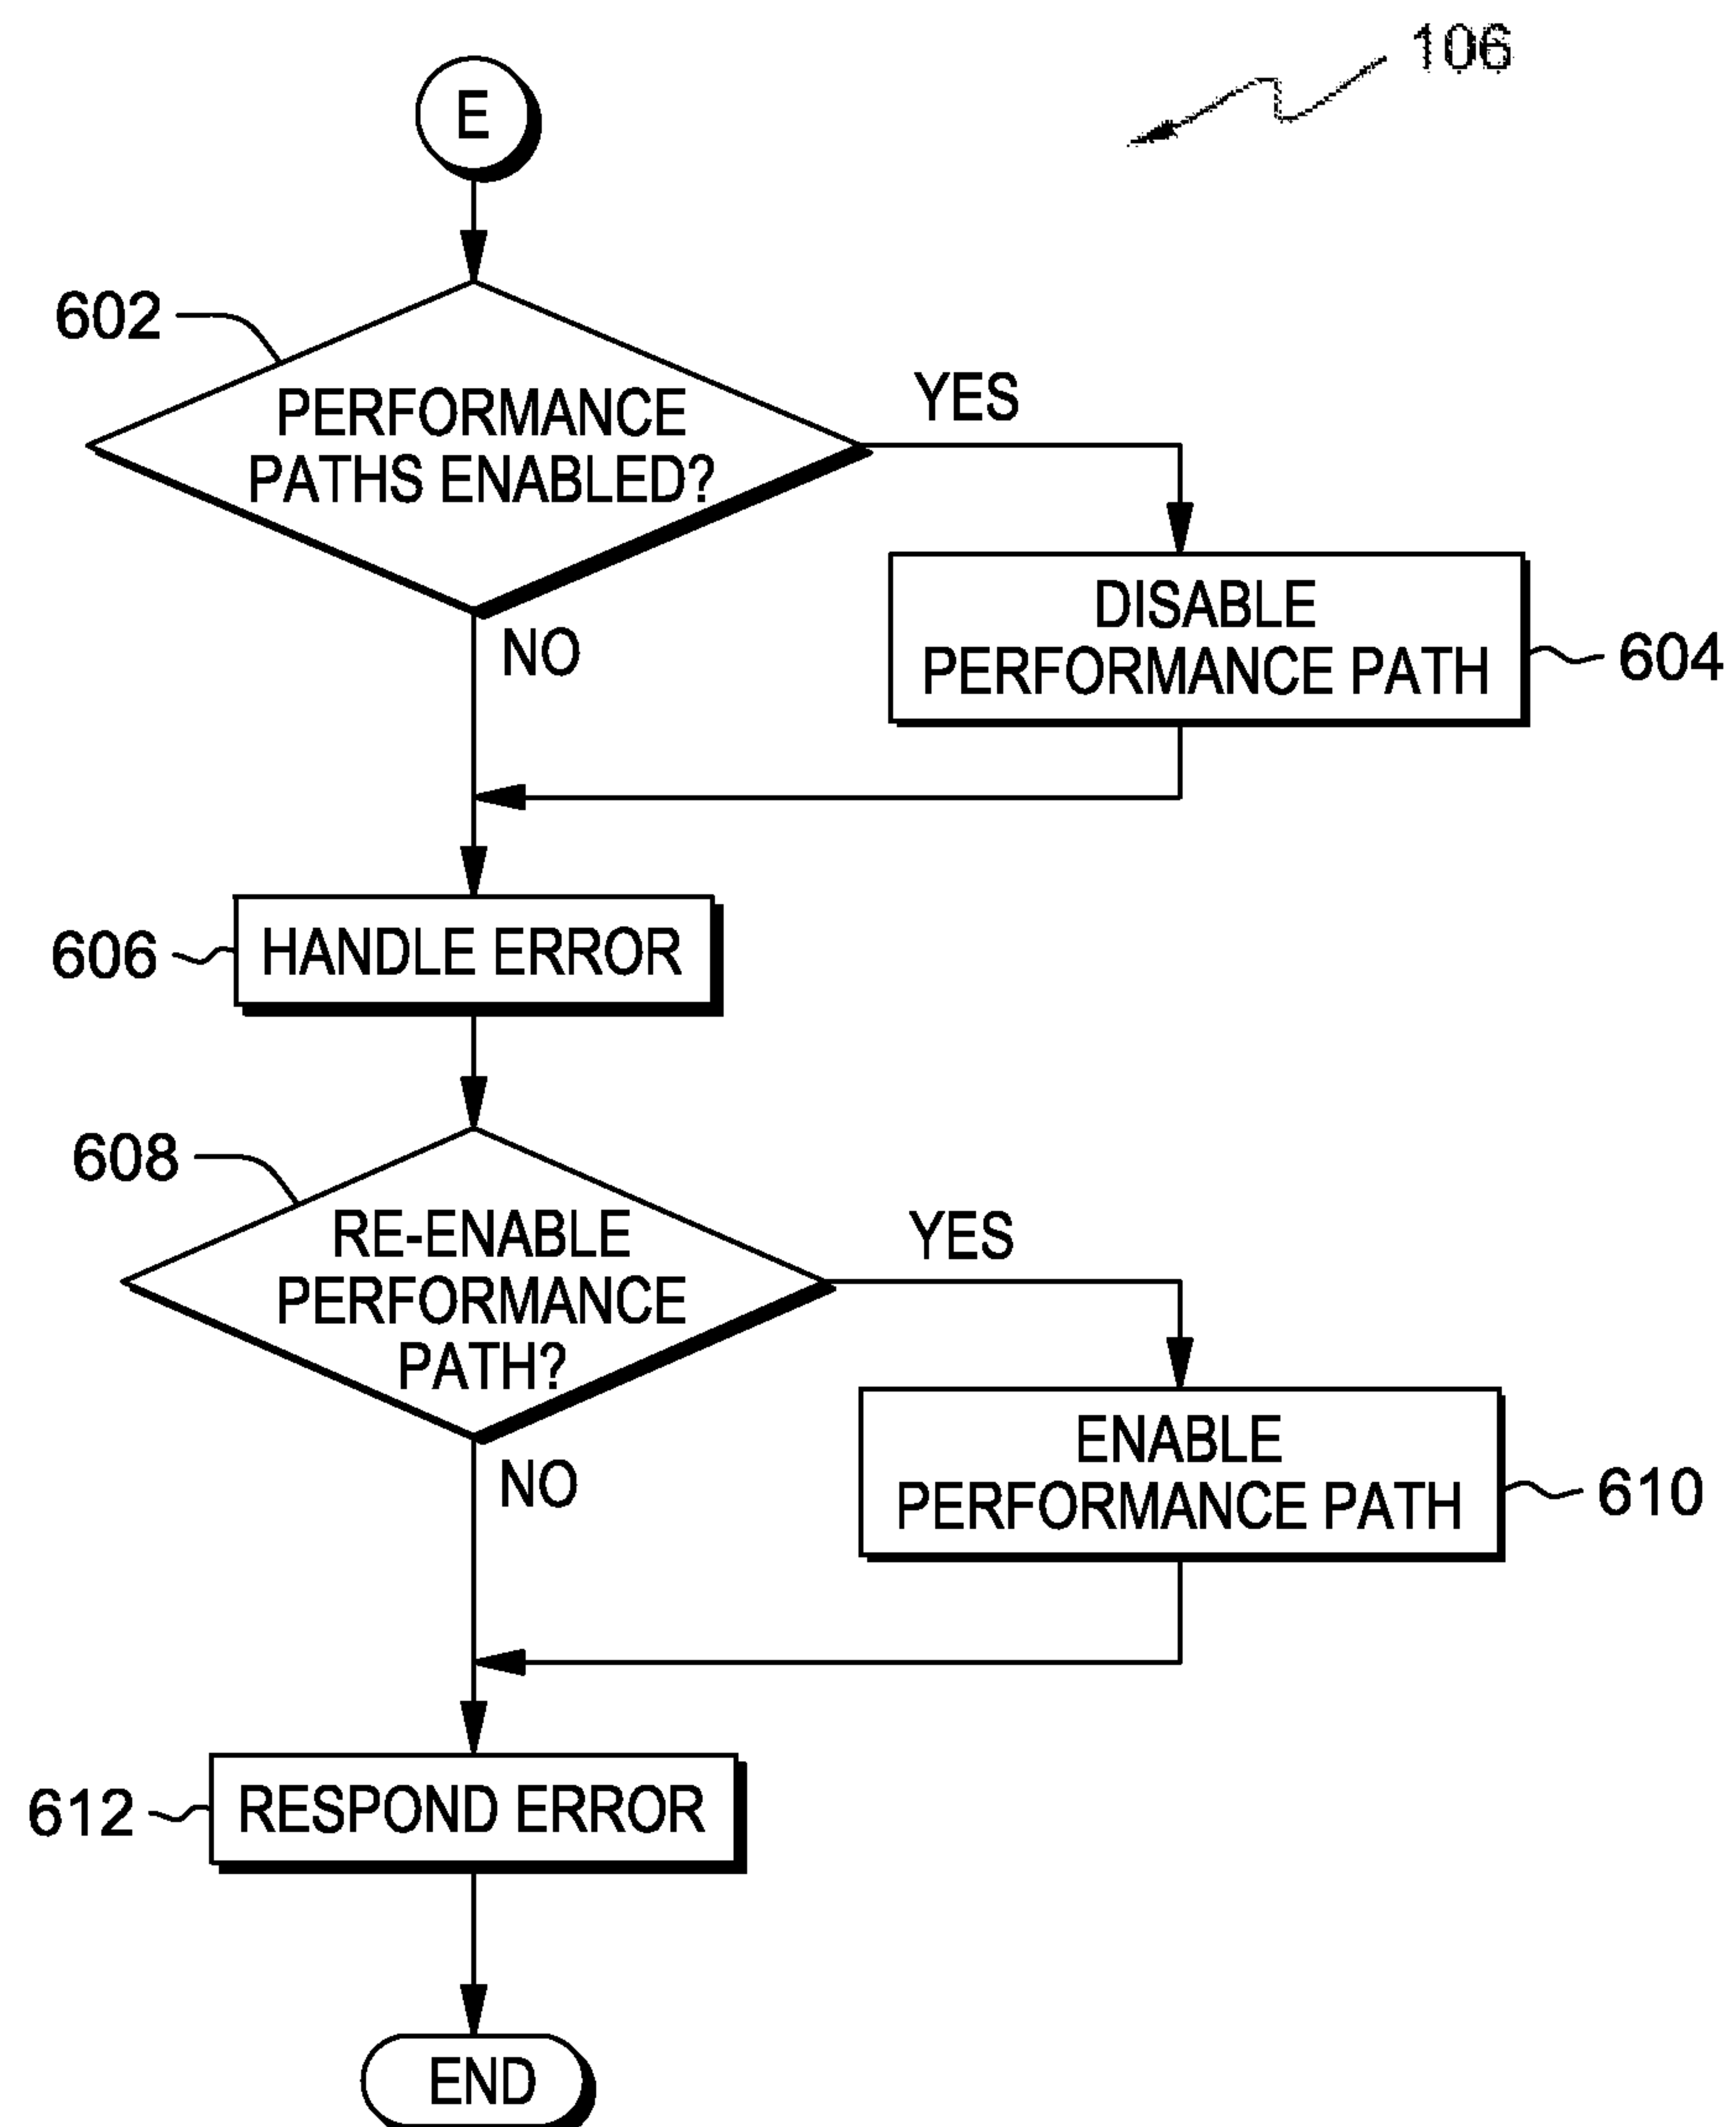 106
E
602
PERFORMANCE
PATHS ENABLED?
YES
NO
DISABLE
PERFORMANCE PATH
604
606
HANDLE ERROR
608
RE-ENABLE
PERFORMANCE
PATH?
YES
NO
ENABLE
PERFORMANCE PATH
610
612
RESPOND ERROR
END